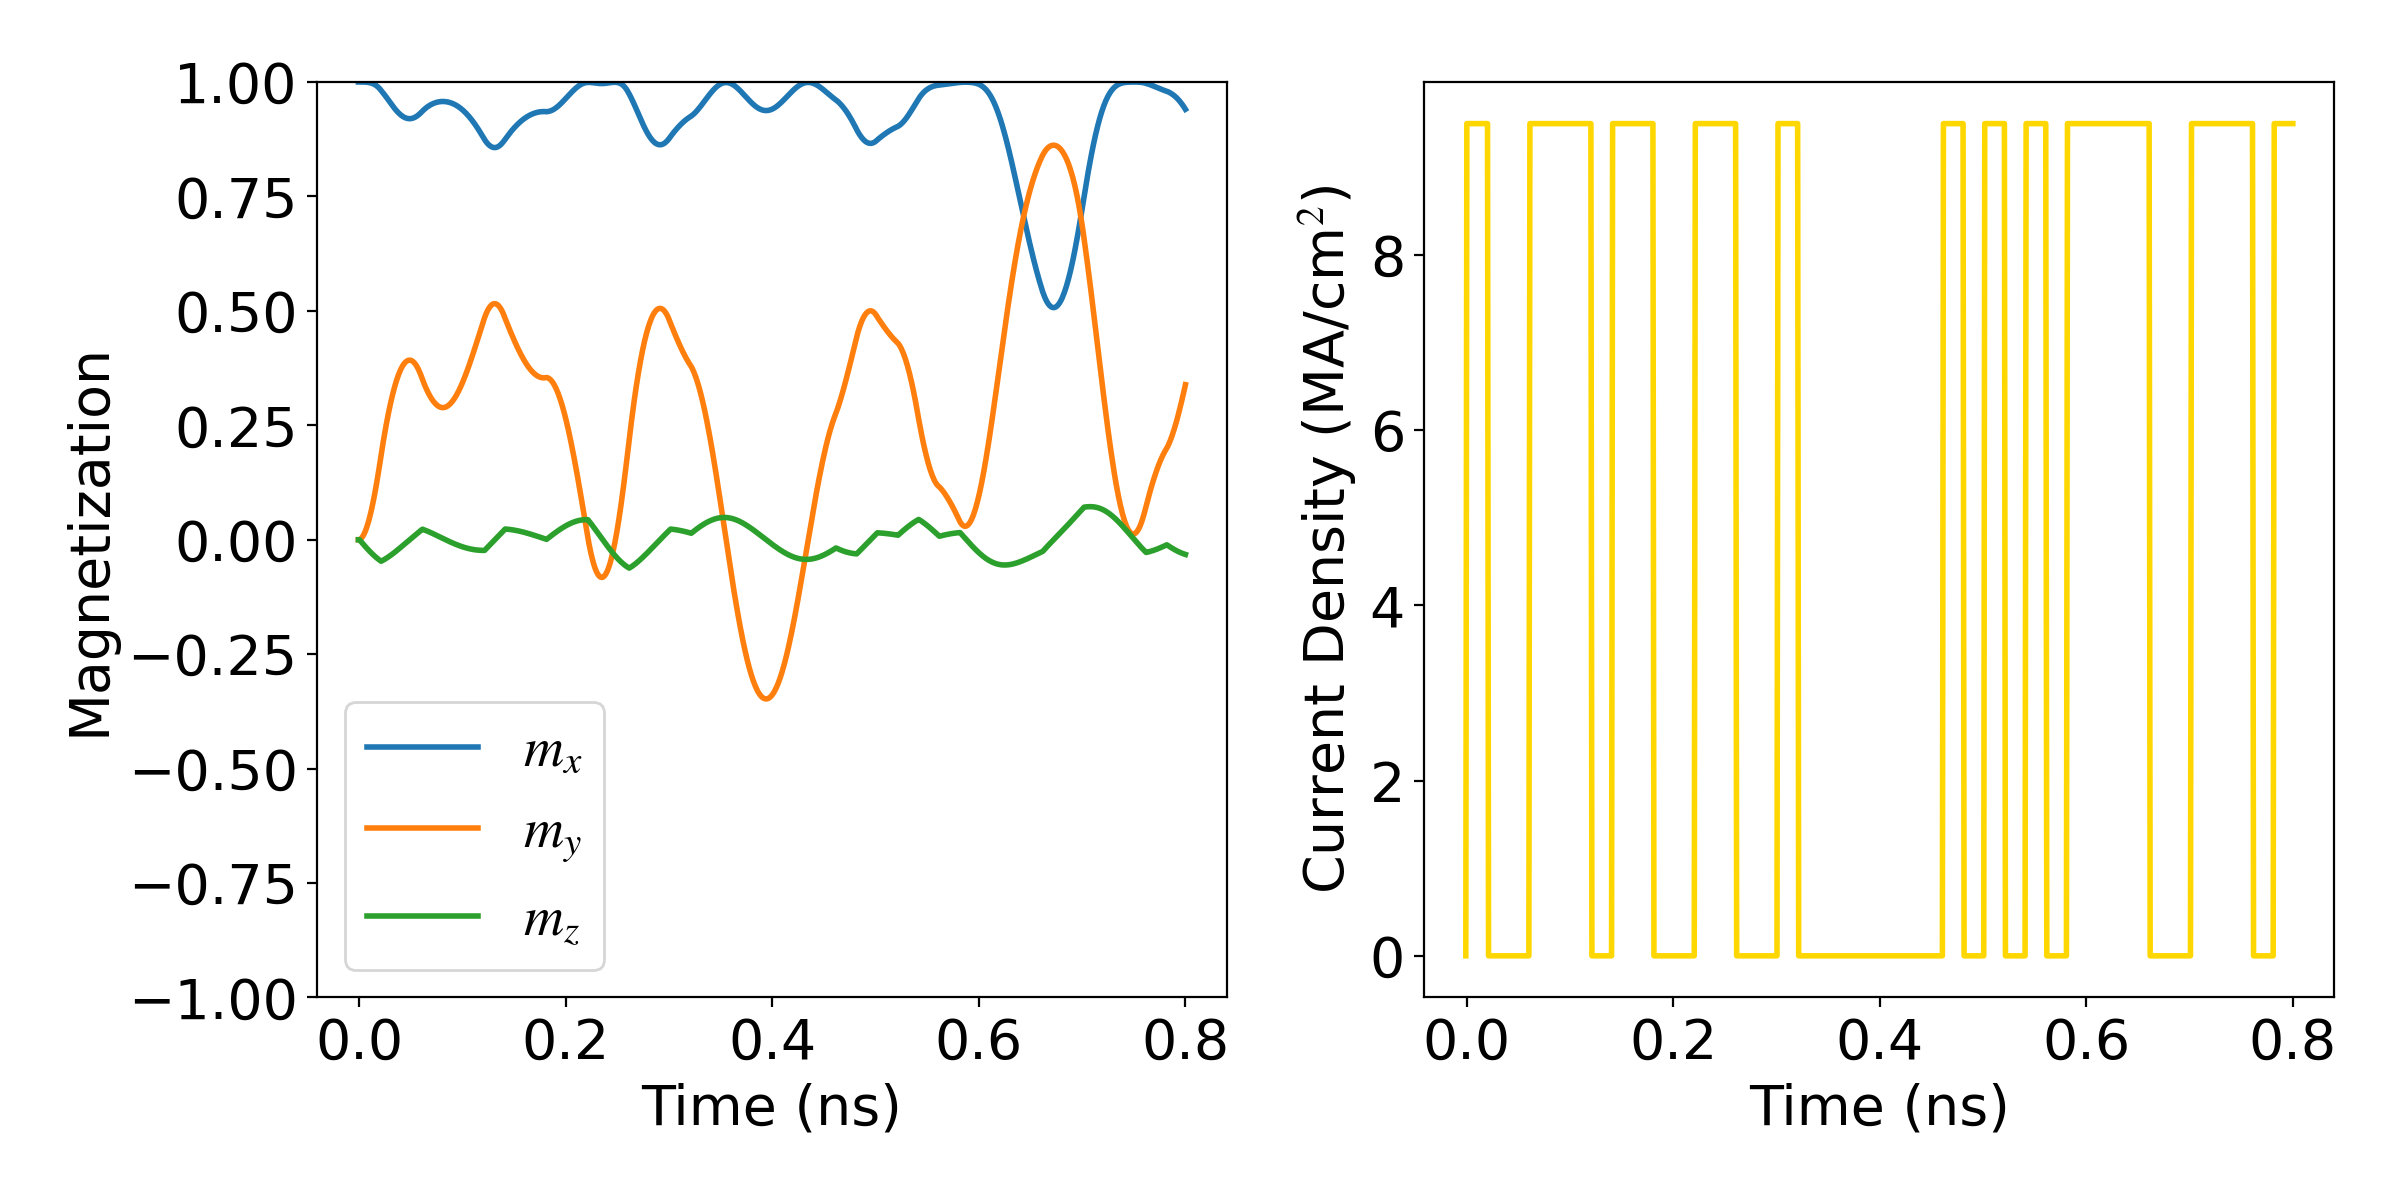 1.00
0.75
0.50
0.25
0.00
−0.25
−0.50
−0.75
−1.00
Magnetization
m_x
m_y
m_z
0.0 0.2 0.4 0.6 0.8
Time (ns)
8
6
4
2
0
Current Density (MA/cm²)
0.0 0.2 0.4 0.6 0.8
Time (ns)